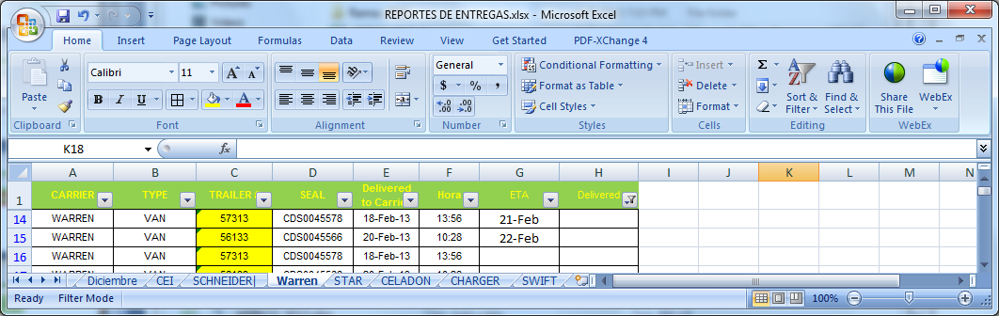 REPORTES DE ENTREGAS.xlsx - Microsoft Excel
Home Insert Page Layout Formulas Data Review View Get Started PDF-XChange 4
Calibri 11 A A General Conditional Formatting Insert Σ
Paste B I U A $ % , Format as Table Delete Sort & Filter Find & Select Share This File WebEx
.0 .00 .00 .0 Cell Styles Format
Clipboard Font Alignment Number Styles Cells Editing WebEx
K18 fx
A B C D E F G H I J K L M N
1 CARRIER TYPE TRAILER # SEAL Delivered to Carrie Hora ETA Delivered
14 WARREN VAN 57313 CDS0045578 18-Feb-13 13:56 21-Feb
15 WARREN VAN 56133 CDS0045566 20-Feb-13 10:28 22-Feb
16 WARREN VAN 57313 CDS0045578 18-Feb-13 13:56
Diciembre CEI SCHNEIDER Warren STAR CELADON CHARGER SWIFT
Ready Filter Mode 100%